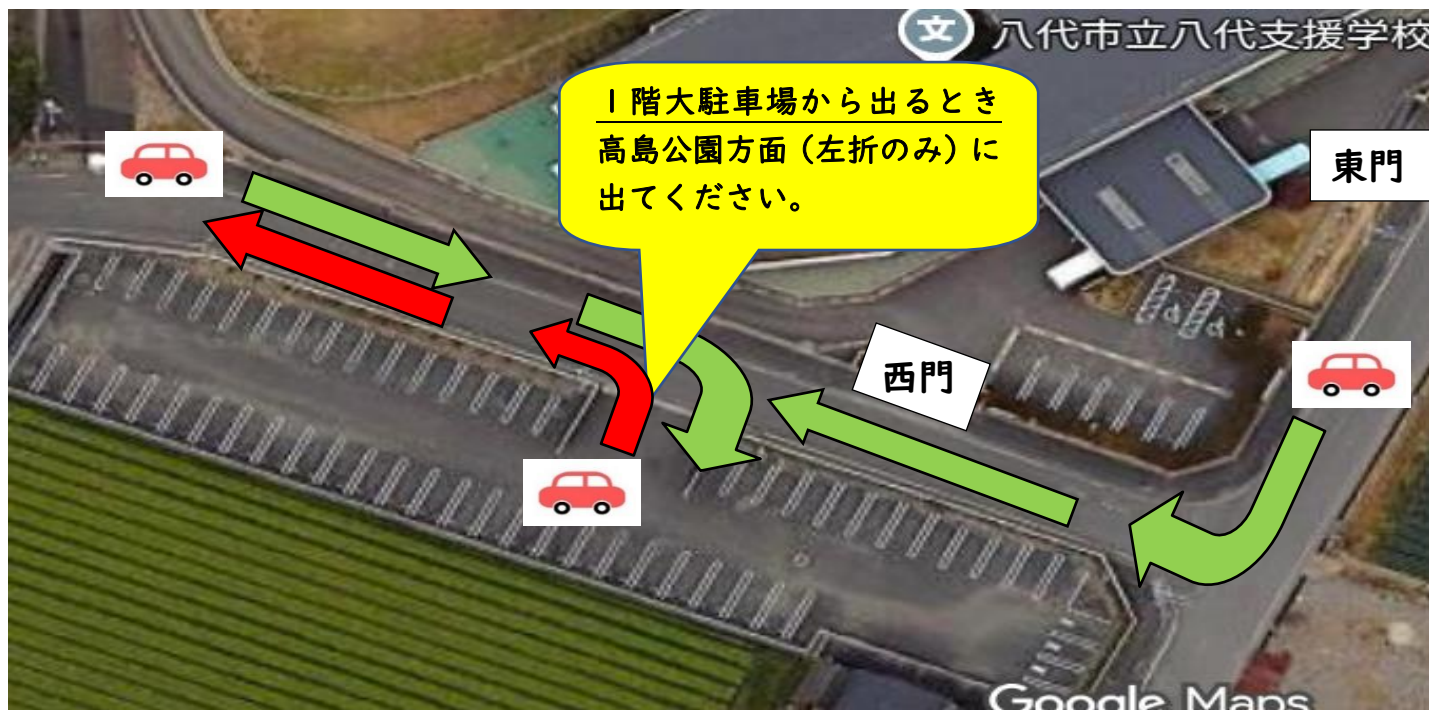 文 八代市立八代支援学校
1階大駐車場から出るとき
高島公園方面（左折のみ）に
出てください。
東門
西門
Google Maps